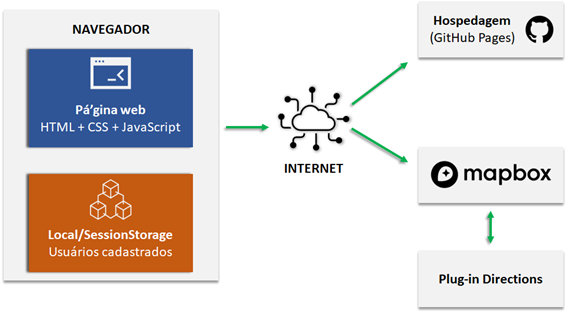 NAVEGADOR
Pá’gina web
HTML + CSS + JavaScript
Local/SessionStorage
Usuários cadastrados
INTERNET
Hospedagem
(GitHub Pages)
mapbox
Plug-in Directions